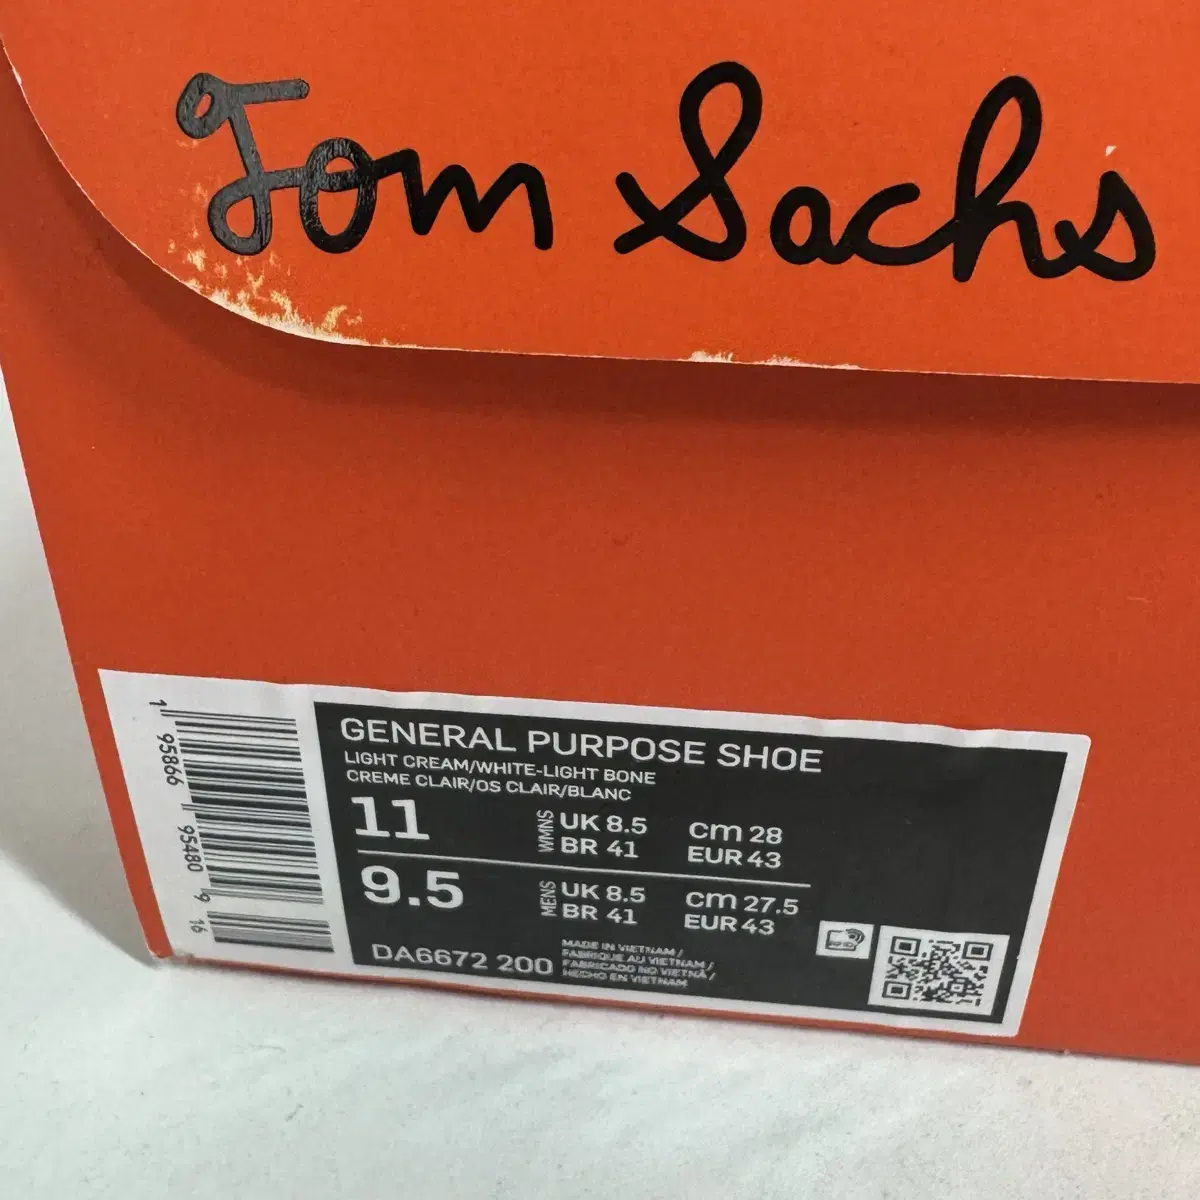 Tom Sachs
GENERAL PURPOSE SHOE
LIGHT CREAM/WHITE-LIGHT BONE
CREME CLAIR/OS CLAIR/BLANC
11 WMNS UK 8.5 cm 28
BR 41 EUR 43
9.5 MENS UK 8.5 cm 27.5
BR 41 EUR 43
DA6672 200
MADE IN VIETNAM /
FABRIQUE AU VIETNAM /
FABRICADO NO VIETNÃ /
HECHO EN VIETNAM
1 95866 95480 9 16